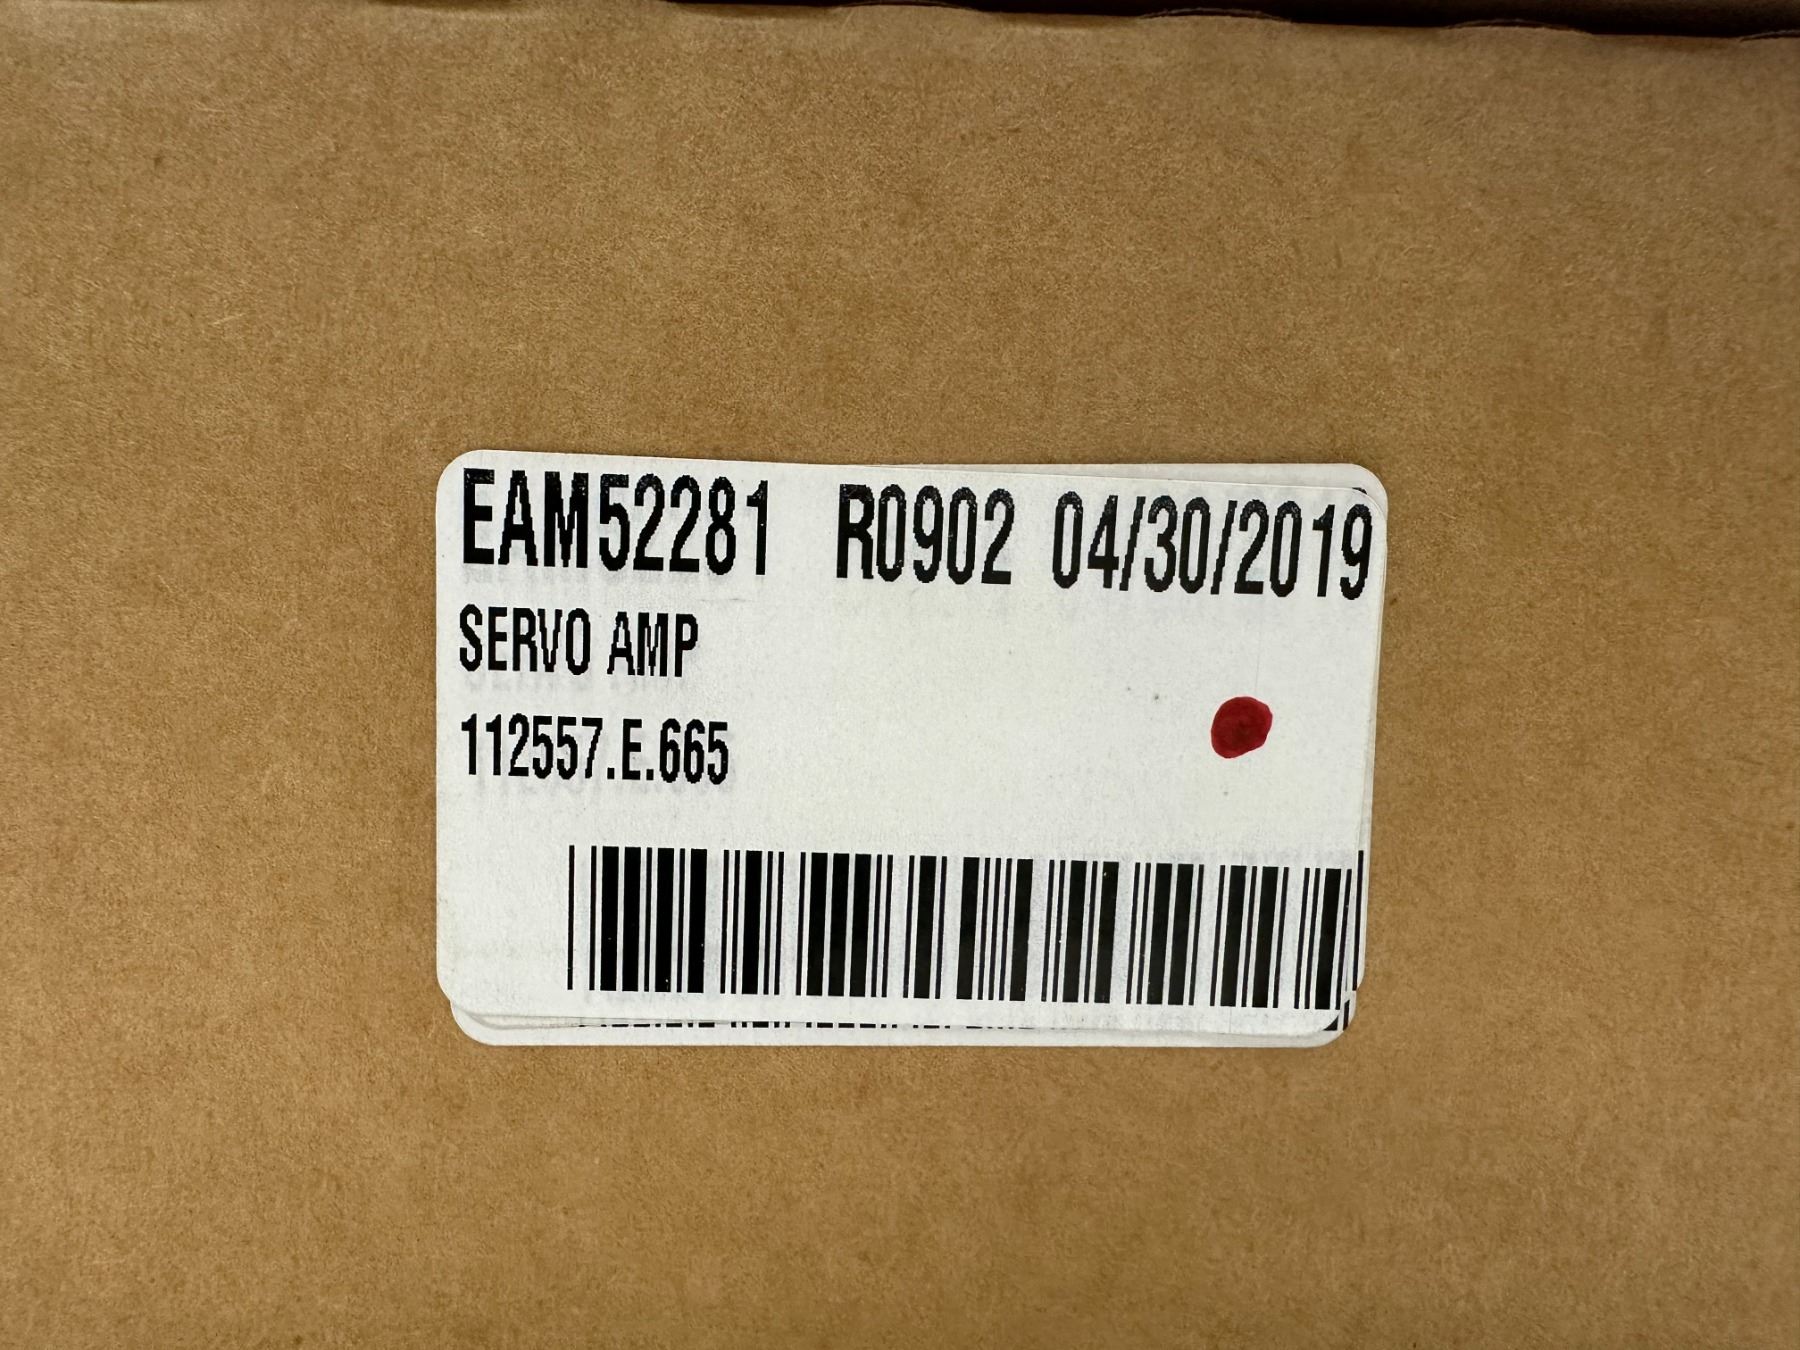 EAM52281 R0902 04/30/2019
SERVO AMP
112557.E.665